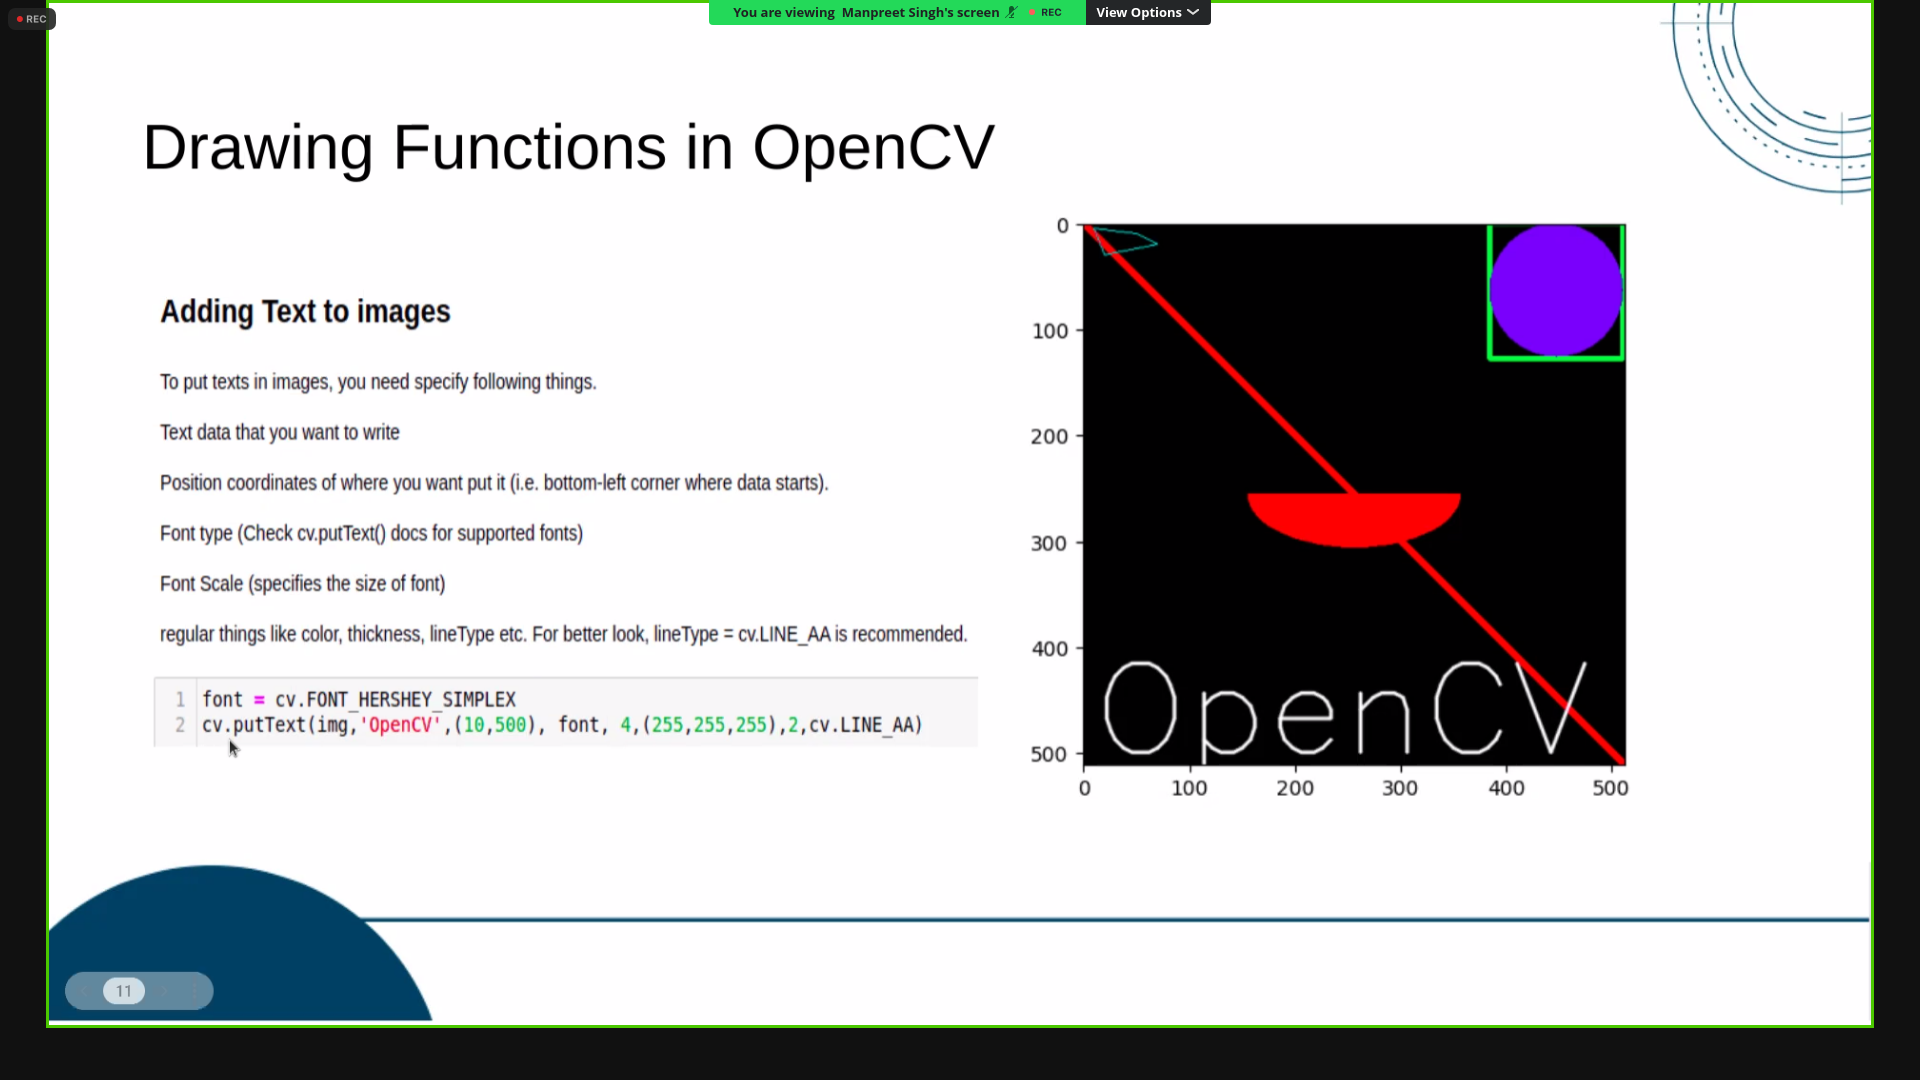 REC
You are viewing Manpreet Singh's screen
REC
View Options
Drawing Functions in OpenCV
Adding Text to images
To put texts in images, you need specify following things.
Text data that you want to write
Position coordinates of where you want put it (i.e. bottom-left corner where data starts).
Font type (Check cv.putText() docs for supported fonts)
Font Scale (specifies the size of font)
regular things like color, thickness, lineType etc. For better look, lineType = cv.LINE_AA is recommended.
1 font = cv.FONT_HERSHEY_SIMPLEX
2 cv.putText(img,'OpenCV',(10,500), font, 4,(255,255,255),2,cv.LINE_AA)
0
100
200
300
400
500
OpenCV
0 100 200 300 400 500
11